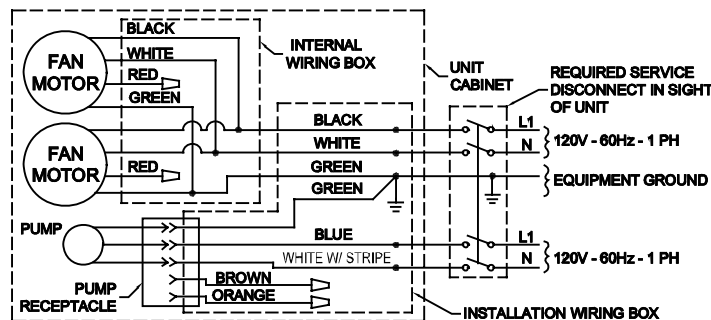 BLACK
FAN
MOTOR
WHITE
RED
GREEN
INTERNAL
WIRING BOX
UNIT
CABINET
REQUIRED SERVICE
DISCONNECT IN SIGHT
OF UNIT
FAN
MOTOR
RED
BLACK
WHITE
GREEN
GREEN
L1
N
120V - 60Hz - 1 PH
EQUIPMENT GROUND
PUMP
BLUE
WHITE W/ STRIPE
L1
N
120V - 60Hz - 1 PH
BROWN
ORANGE
PUMP
RECEPTACLE
INSTALLATION WIRING BOX